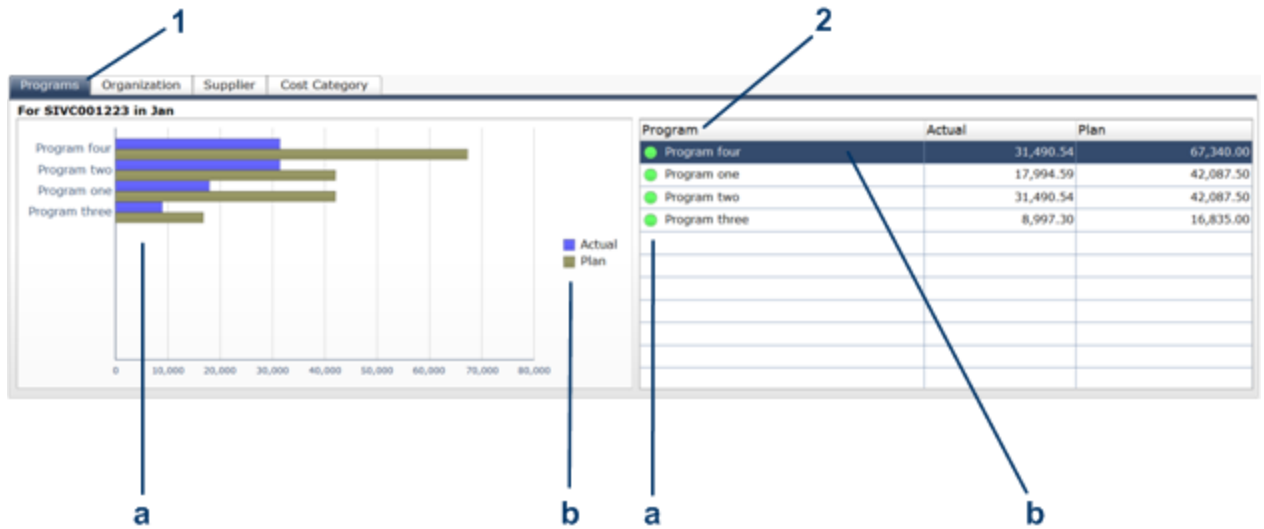 1
2
Programs Organization Supplier Cost Category
For SIVC001223 in Jan
Program four
Program two
Program one
Program three
Actual
Plan
0 10,000 20,000 30,000 40,000 50,000 60,000 70,000 80,000
Program Actual Plan
Program four 31,490.54 67,340.00
Program one 17,994.59 42,087.50
Program two 31,490.54 42,087.50
Program three 8,997.30 16,835.00
a b a b